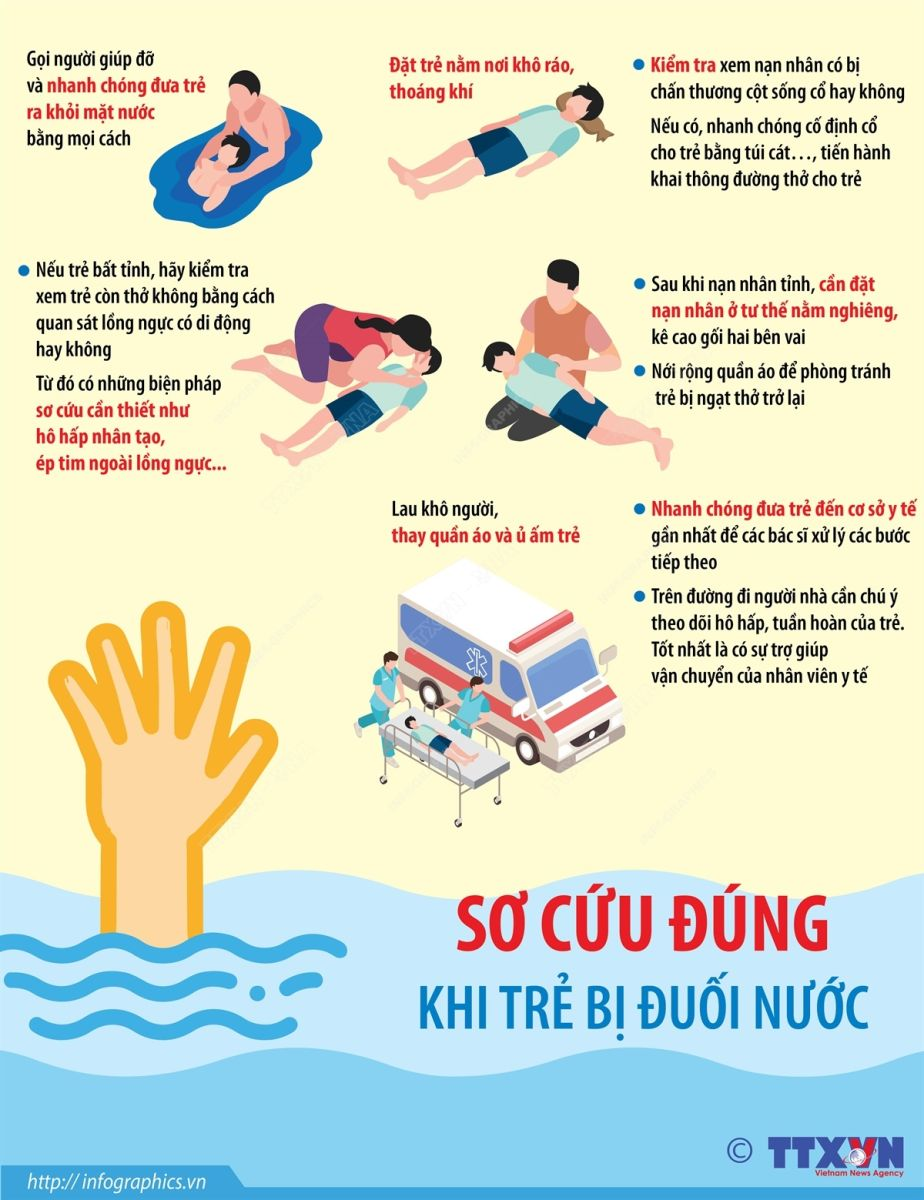 Gọi người giúp đỡ
và nhanh chóng đưa trẻ
ra khỏi mặt nước
bằng mọi cách
Đặt trẻ nằm nơi khô ráo,
thoáng khí
Kiểm tra xem nạn nhân có bị
chấn thương cột sống cổ hay không
Nếu có, nhanh chóng cố định cổ
cho trẻ bằng túi cát..., tiến hành
khai thông đường thở cho trẻ
Nếu trẻ bất tỉnh, hãy kiểm tra
xem trẻ còn thở không bằng cách
quan sát lồng ngực có di động
hay không
Từ đó có những biện pháp
sơ cứu cần thiết như
hô hấp nhân tạo,
ép tim ngoài lồng ngực...
Sau khi nạn nhân tỉnh, cần đặt
nạn nhân ở tư thế nằm nghiêng,
kê cao gối hai bên vai
Nới rộng quần áo để phòng tránh
trẻ bị ngạt thở trở lại
Lau khô người,
thay quần áo và ủ ấm trẻ
Nhanh chóng đưa trẻ đến cơ sở y tế
gần nhất để các bác sĩ xử lý các bước
tiếp theo
Trên đường đi người nhà cần chú ý
theo dõi hô hấp, tuần hoàn của trẻ.
Tốt nhất là có sự trợ giúp
vận chuyển của nhân viên y tế
SƠ CỨU ĐÚNG
KHI TRẺ BỊ ĐUỐI NƯỚC
© TTXVN
Vietnam News Agency
http://infographics.vn